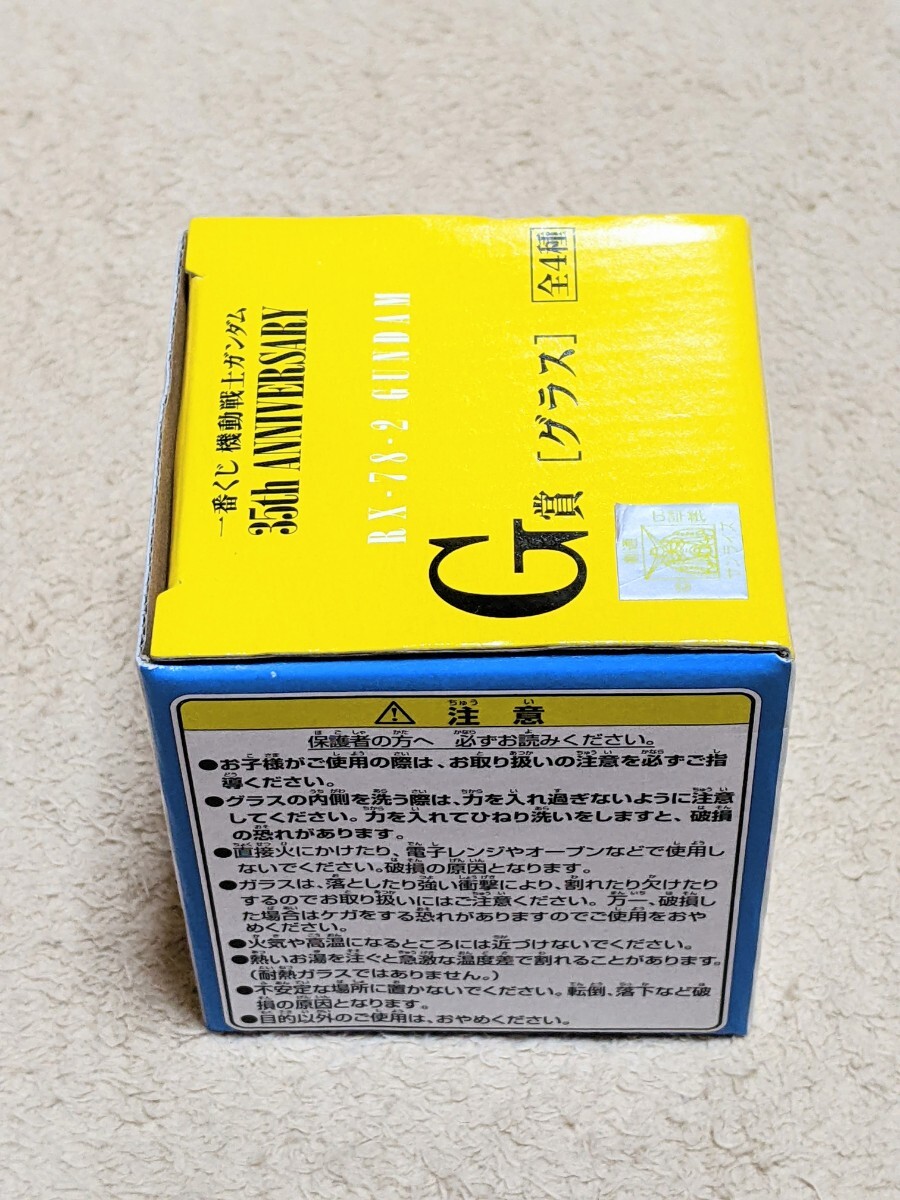 一番くじ 機動戦士ガンダム
35th ANNIVERSARY
RX-78-2 GUNDAM
G賞[グラス] 全4種
⚠ 注意
保護者の方へ 必ずお読みください。
●お子様がご使用の際は、お取り扱いの注意を必ずご指
導ください。
●グラスの内側を洗う際は、力を入れ過ぎないように注意
してください。力を入れてひねり洗いをしますと、破損
の恐れがあります。
●直接火にかけたり、電子レンジやオーブンなどで使用し
ないでください。破損の原因となります。
●ガラスは、落としたり強い衝撃により、割れたり欠けたり
するのでお取り扱いにはご注意ください。万一、破損し
た場合はケガをする恐れがありますのでご使用をおや
めください。
●火気や高温になるところには近づけないでください。
●熱いお湯を注ぐと急激な温度差で割れることがあります。
(耐熱ガラスではありません。)
●不安定な場所に置かないでください。転倒、落下など破
損の原因となります。
●目的以外のご使用は、おやめください。